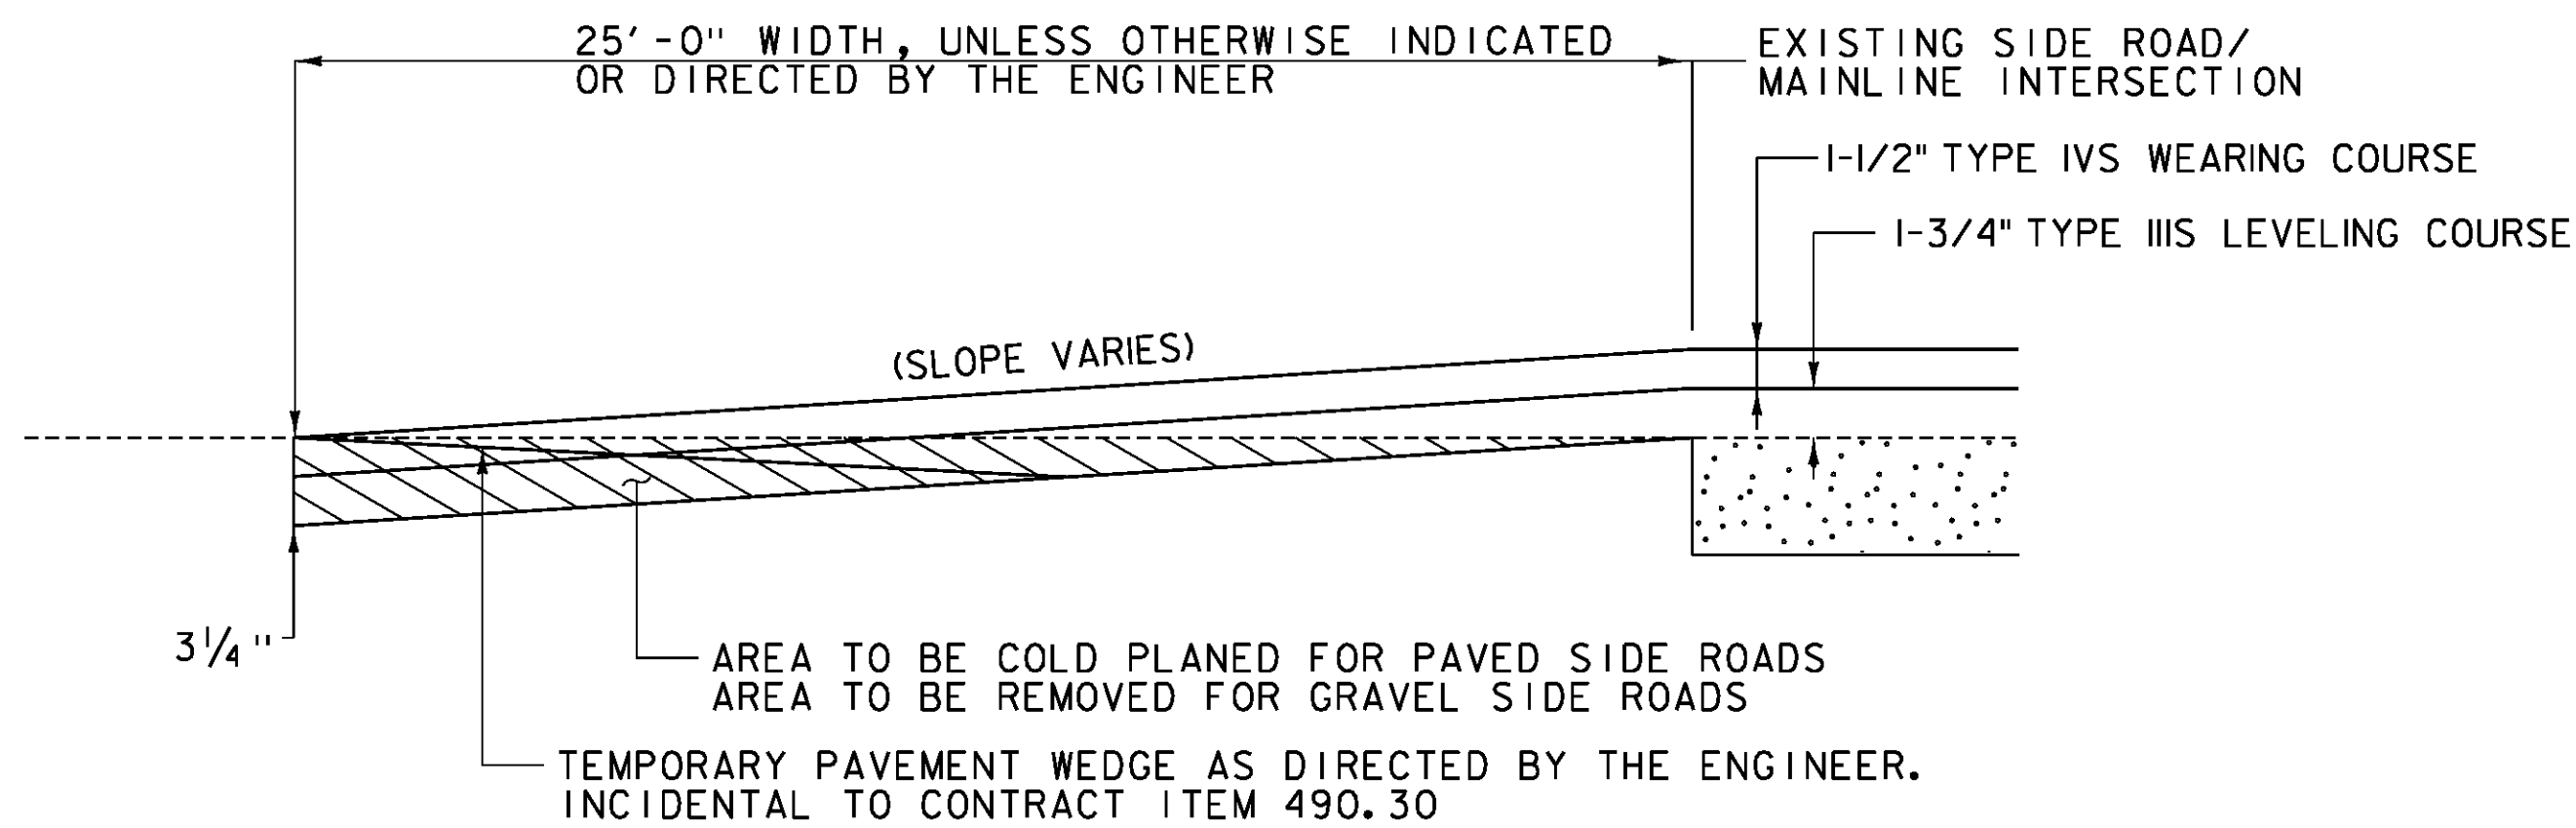 25'-0" WIDTH, UNLESS OTHERWISE INDICATED
OR DIRECTED BY THE ENGINEER
EXISTING SIDE ROAD/
MAINLINE INTERSECTION
1-1/2" TYPE IVS WEARING COURSE
1-3/4" TYPE IIIS LEVELING COURSE
(SLOPE VARIES)
3 1/4"
AREA TO BE COLD PLANED FOR PAVED SIDE ROADS
AREA TO BE REMOVED FOR GRAVEL SIDE ROADS
TEMPORARY PAVEMENT WEDGE AS DIRECTED BY THE ENGINEER.
INCIDENTAL TO CONTRACT ITEM 490.30